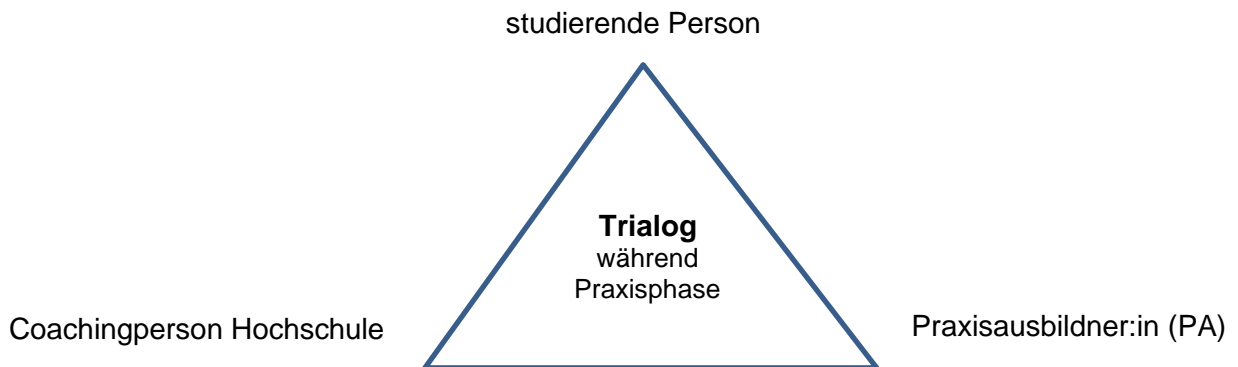 studierende Person
Trialog
während
Praxisphase
Coachingperson Hochschule
Praxisausbildner:in (PA)